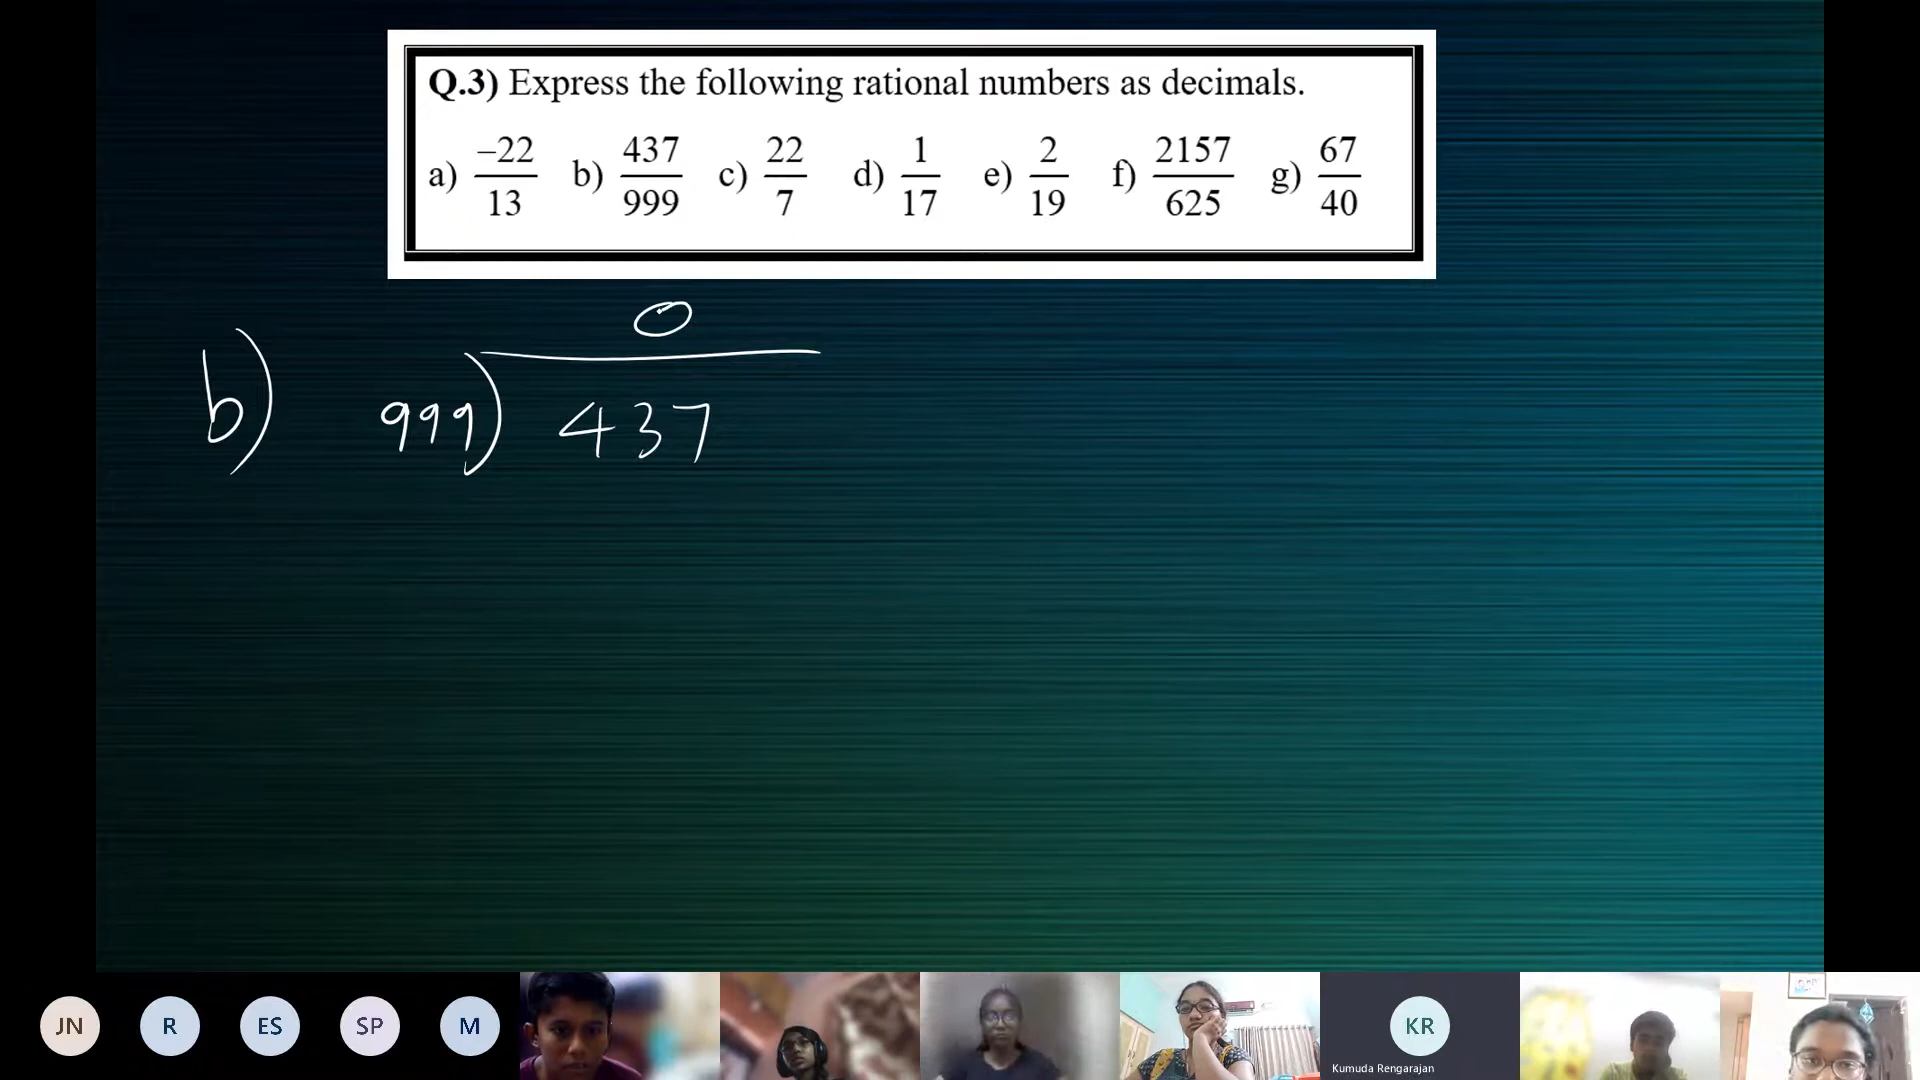 Q.3) Express the following rational numbers as decimals.
a) –22/13 b) 437/999 c) 22/7 d) 1/17 e) 2/19 f) 2157/625 g) 67/40
0
b) 999) 437
JN R ES SP M KR
Kumuda Rengarajan